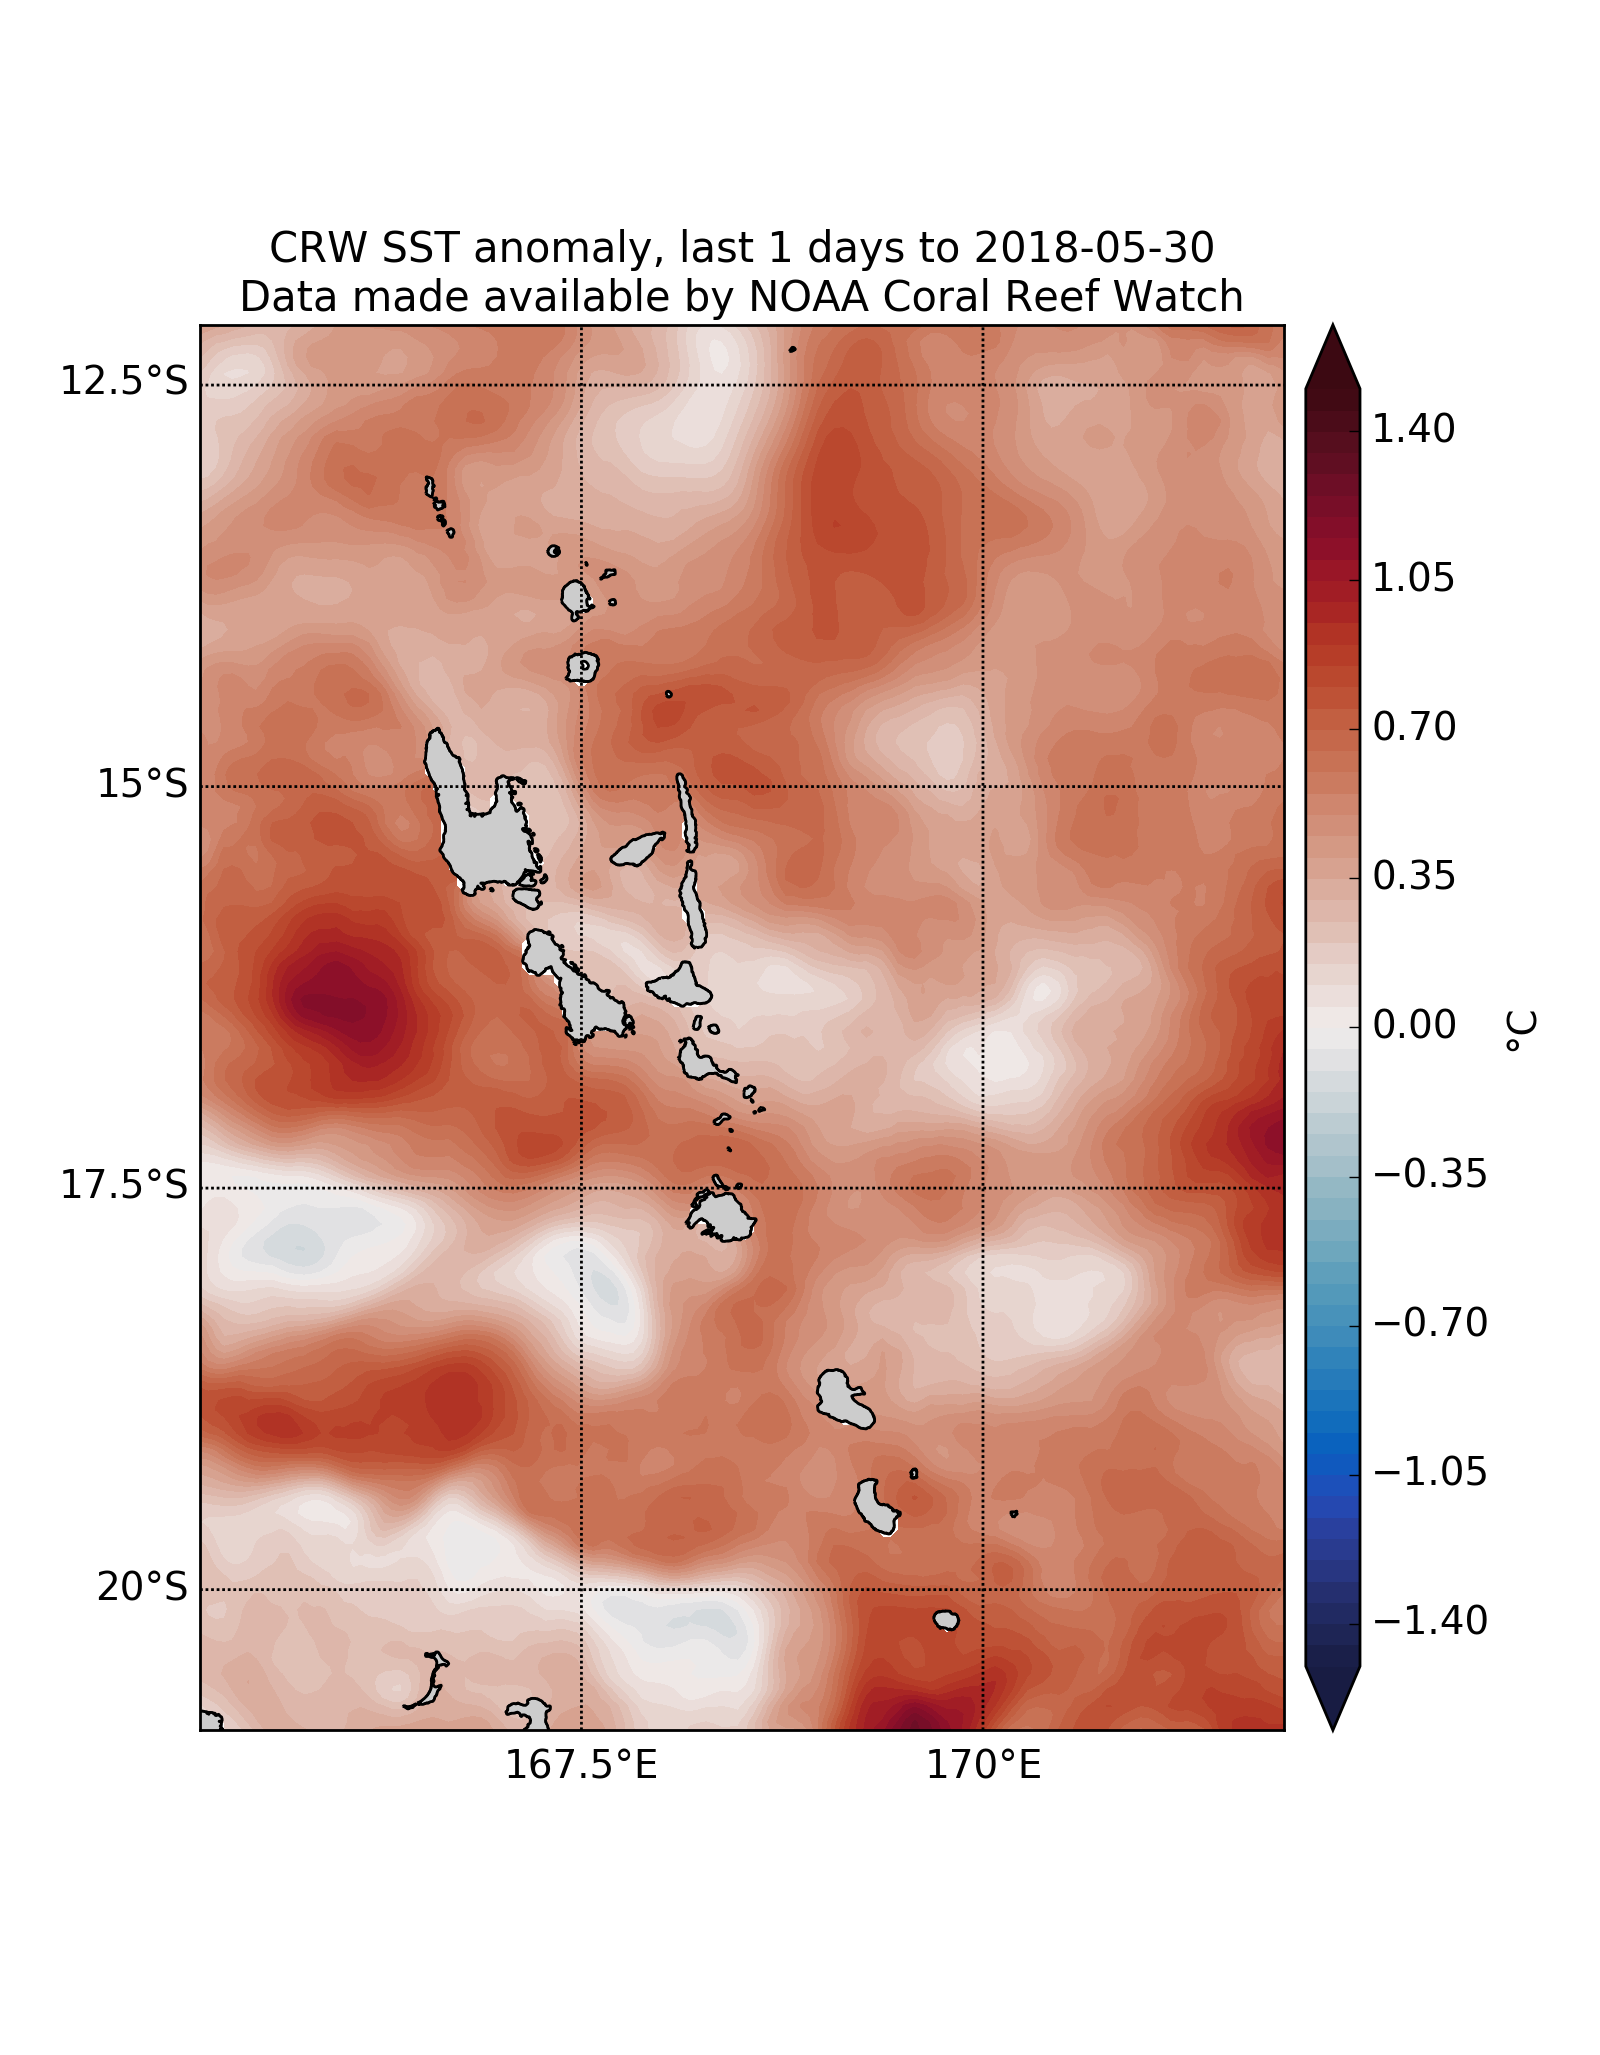 CRW SST anomaly, last 1 days to 2018-05-30
Data made available by NOAA Coral Reef Watch
12.5°S
15°S
17.5°S
20°S
167.5°E
170°E
1.40
1.05
0.70
0.35
0.00
−0.35
−0.70
−1.05
−1.40
°C